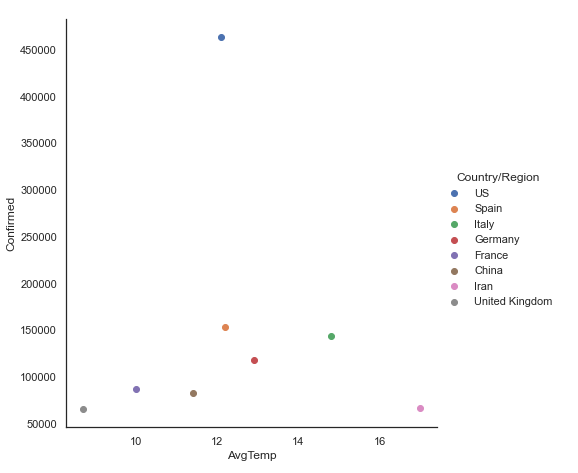 450000
400000
350000
300000
250000
200000
150000
100000
50000
Confirmed
10
12
14
16
AvgTemp
Country/Region
US
Spain
Italy
Germany
France
China
Iran
United Kingdom